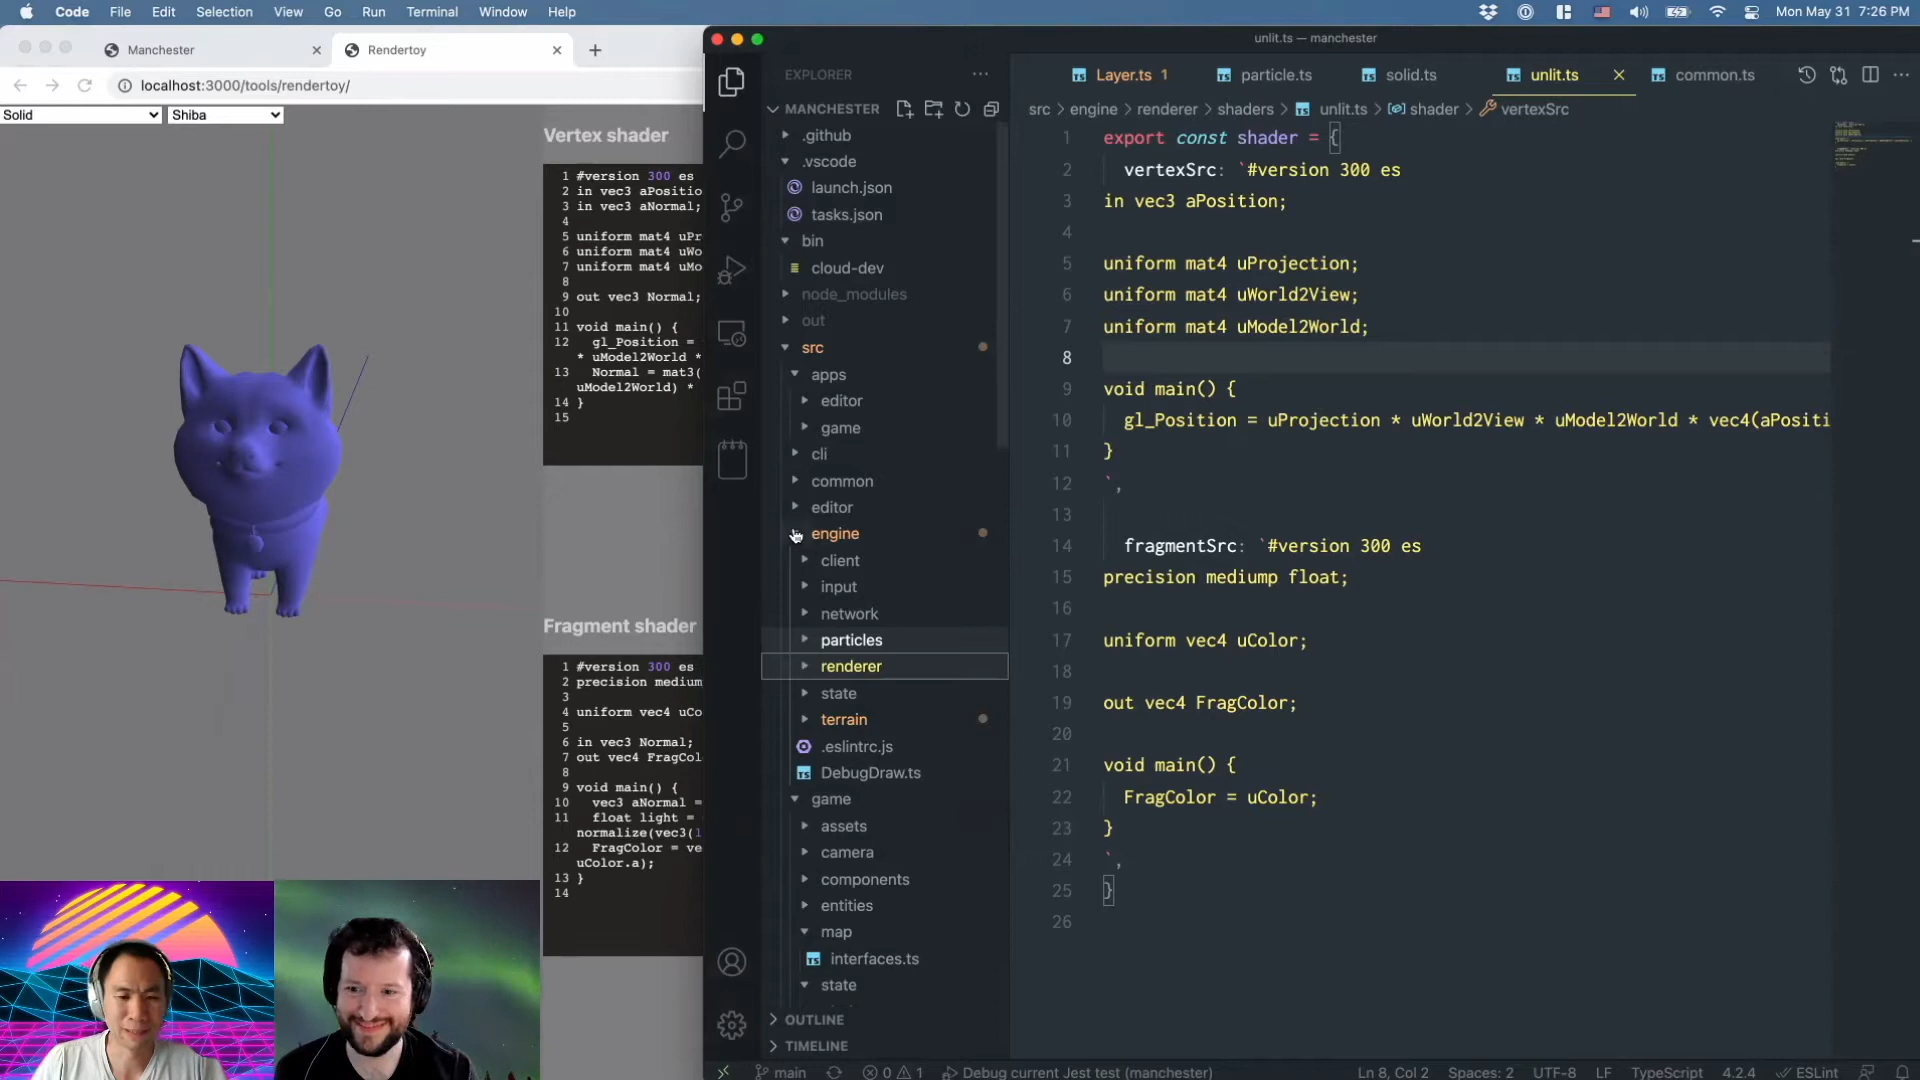 Code File Edit Selection View Go Run Terminal Window Help
Mon May 31 7:26 PM
Manchester
Rendertoy
localhost:3000/tools/rendertoy/
Solid
Shiba
Vertex shader
1 #version 300 es
2 in vec3 aPositio
3 in vec3 aNormal;
4
5 uniform mat4 uPr
6 uniform mat4 uWo
7 uniform mat4 uMo
8
9 out vec3 Normal;
10
11 void main() {
12 gl_Position =
* uModel2World *
13 Normal = mat3(
uModel2World) *
14 }
15
Fragment shader
1 #version 300 es
2 precision medium
3
4 uniform vec4 uCo
5
6 in vec3 Normal;
7 out vec4 FragCol
8
9 void main() {
10 vec3 aNormal =
11 float light =
normalize(vec3(1
12 FragColor = ve
uColor.a);
13 }
14
unlit.ts — manchester
EXPLORER
MANCHESTER
.github
.vscode
launch.json
tasks.json
bin
cloud-dev
node_modules
out
src
apps
editor
game
cli
common
editor
engine
client
input
network
particles
renderer
state
terrain
.eslintrc.js
DebugDraw.ts
game
assets
camera
components
entities
map
interfaces.ts
state
OUTLINE
TIMELINE
TS Layer.ts 1
TS particle.ts
TS solid.ts
TS unlit.ts
TS common.ts
src > engine > renderer > shaders > TS unlit.ts > shader > vertexSrc
1 export const shader = {
2 vertexSrc: `#version 300 es
3 in vec3 aPosition;
4
5 uniform mat4 uProjection;
6 uniform mat4 uWorld2View;
7 uniform mat4 uModel2World;
8
9 void main() {
10 gl_Position = uProjection * uWorld2View * uModel2World * vec4(aPositi
11 }
12 `,
13
14 fragmentSrc: `#version 300 es
15 precision mediump float;
16
17 uniform vec4 uColor;
18
19 out vec4 FragColor;
20
21 void main() {
22 FragColor = uColor;
23 }
24 `,
25 }
26
main 0 1 Debug current Jest test (manchester) Ln 8, Col 2 Spaces: 2 UTF-8 LF TypeScript 4.2.4 ESLint